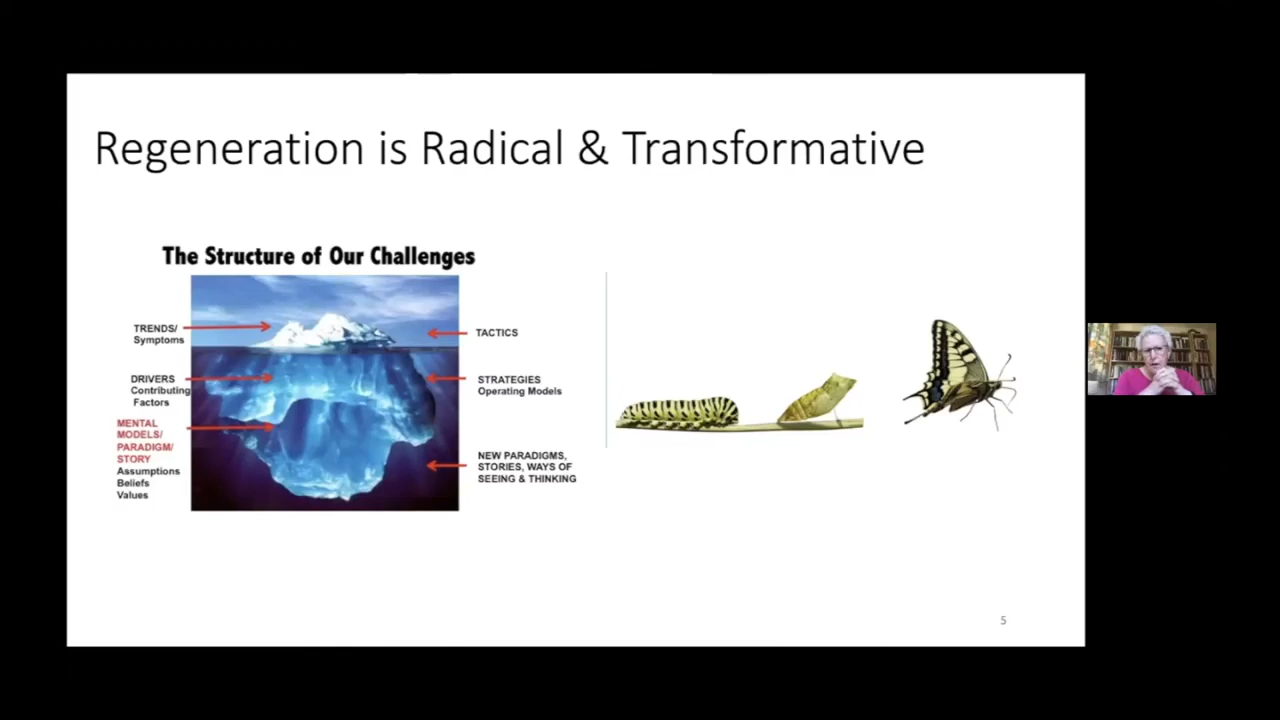 Regeneration is Radical & Transformative
The Structure of Our Challenges
TRENDS/
Symptoms
DRIVERS
Contributing
Factors
MENTAL
MODELS/
PARADIGM/
STORY
Assumptions
Beliefs
Values
TACTICS
STRATEGIES
Operating Models
NEW PARADIGMS,
STORIES, WAYS OF
SEEING & THINKING
5